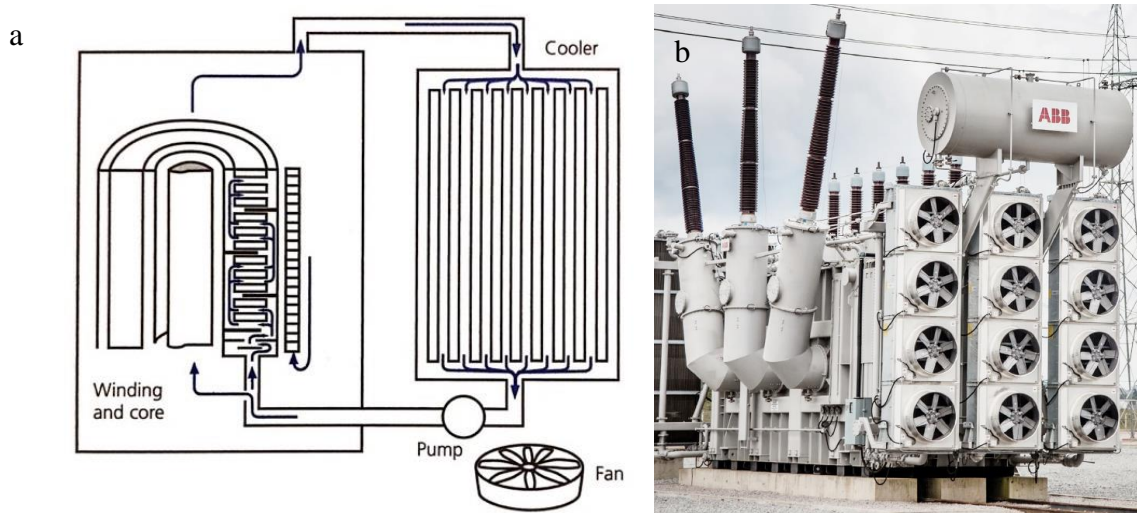 a
Cooler
Winding
and core
Pump
Fan
b
ABB